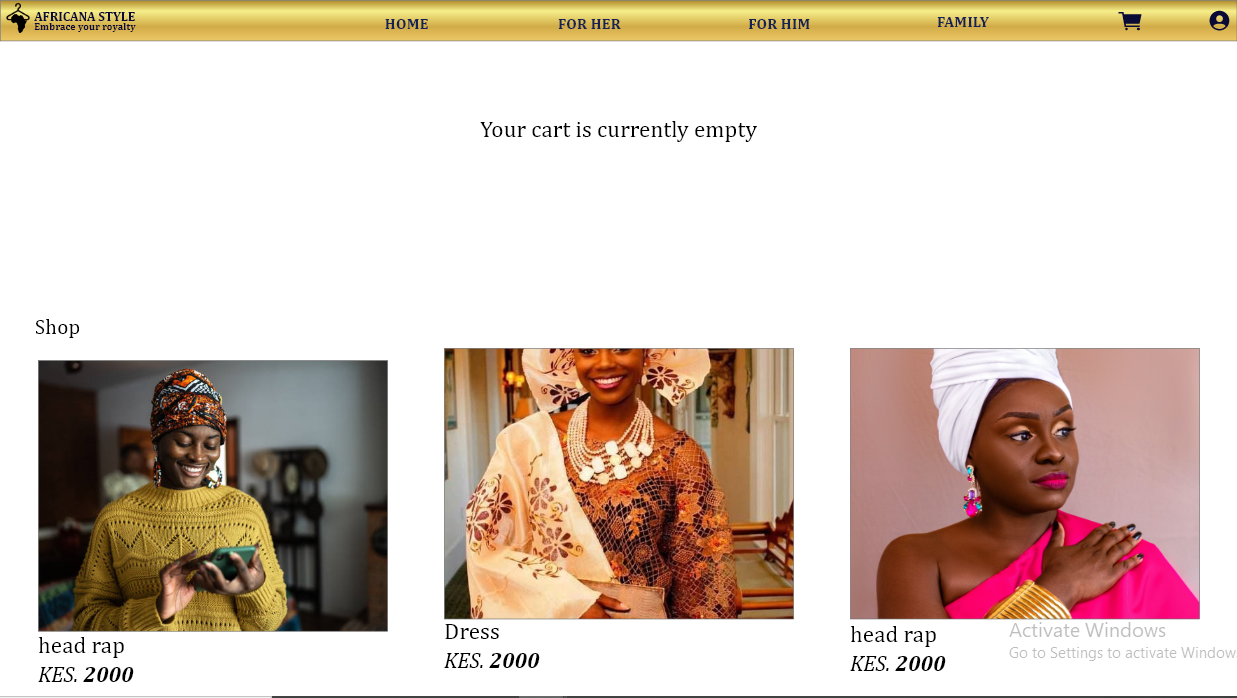 AFRICANA STYLE
Embrace your royalty
HOME
FOR HER
FOR HIM
FAMILY
Your cart is currently empty
Shop
head rap
KES. 2000
Dress
KES. 2000
head rap
KES. 2000
Activate Windows
Go to Settings to activate Window